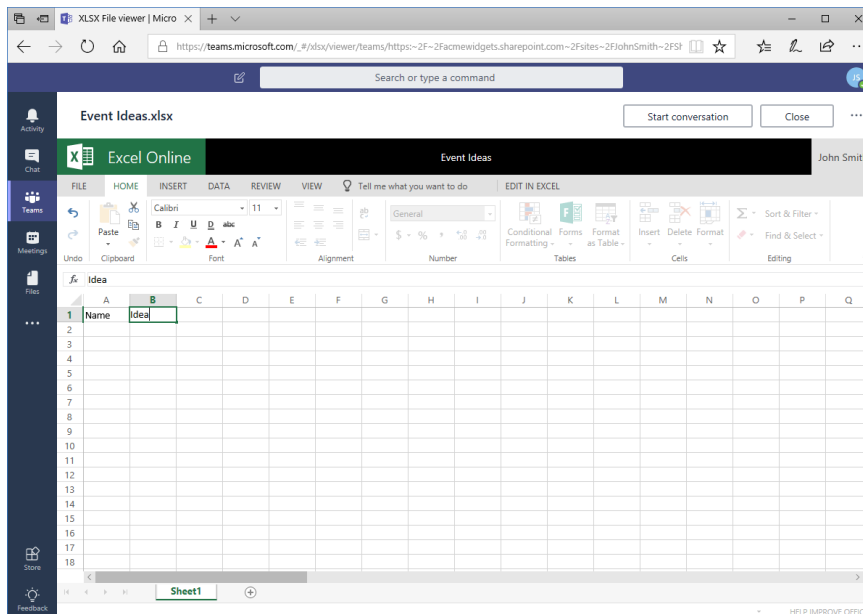 XLSX File viewer | Micro
https://teams.microsoft.com/_#/xlsx/viewer/teams/https:~2F~2Facmewidgets.sharepoint.com~2Fsites~2FJohnSmith~2FSh
Search or type a command
JS
Event Ideas.xlsx
Start conversation
Close
Activity
Chat
Teams
Meetings
Files
Store
Feedback
Excel Online
Event Ideas
John Smit
FILE HOME INSERT DATA REVIEW VIEW Tell me what you want to do EDIT IN EXCEL
Paste
Calibri 11
B I U D abc
A A A
ab
General
$ % , .00 .00
Conditional Formatting
Forms
Format as Table
Insert Delete Format
Σ Sort & Filter
Find & Select
Undo Clipboard Font Alignment Number Tables Cells Editing
fx Idea
A B C D E F G H I J K L M N O P Q
1 Name Idea
2
3
4
5
6
7
8
9
10
11
12
13
14
15
16
17
18
Sheet1
HELP IMPROVE OFFIC